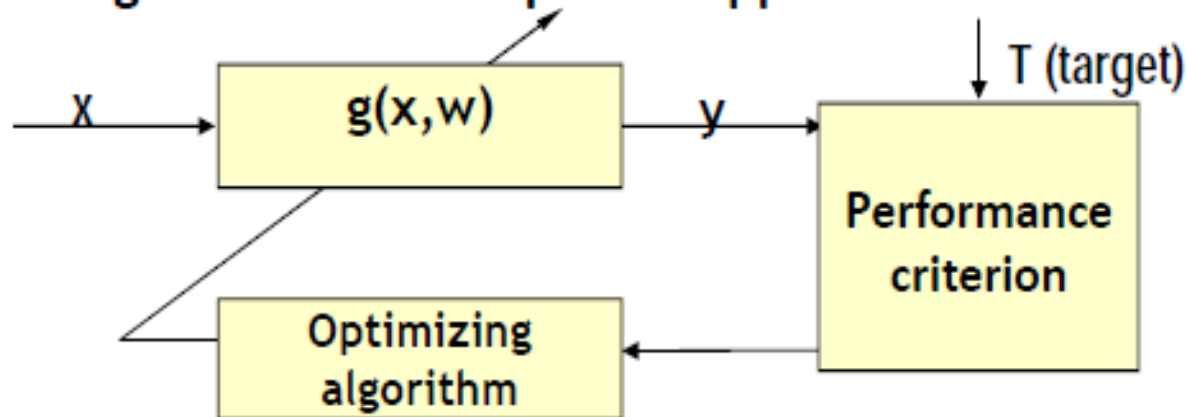 T (target)
x
g(x,w)
y
Performance
criterion
Optimizing
algorithm